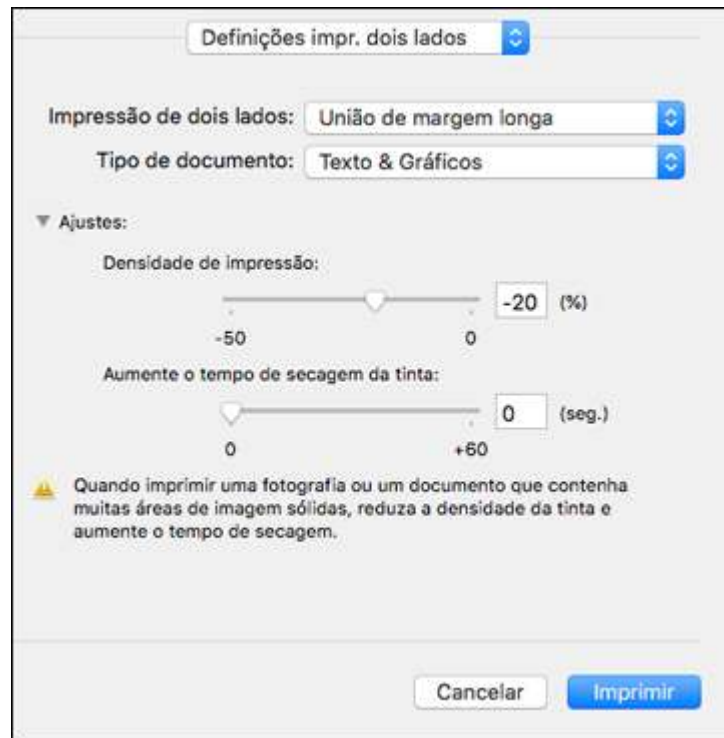 Definições impr. dois lados
Impressão de dois lados: União de margem longa
Tipo de documento: Texto & Gráficos
Ajustes:
Densidade de impressão:
-20 (%)
-50 0
Aumente o tempo de secagem da tinta:
0 (seg.)
0 +60
Quando imprimir uma fotografia ou um documento que contenha
muitas áreas de imagem sólidas, reduza a densidade da tinta e
aumente o tempo de secagem.
Cancelar Imprimir